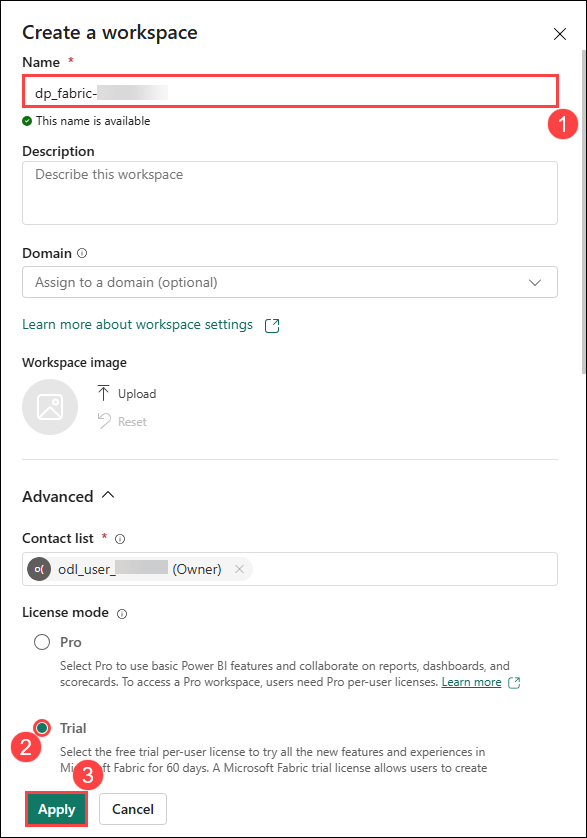 Create a workspace
Name *
dp_fabric-
This name is available
1
Description
Describe this workspace
Domain
Assign to a domain (optional)
Learn more about workspace settings
Workspace image
Upload
Reset
Advanced
Contact list *
o( odl_user_ (Owner)
License mode
Pro
Select Pro to use basic Power BI features and collaborate on reports, dashboards, and
scorecards. To access a Pro workspace, users need Pro per-user licenses. Learn more
Trial
2
Select the free trial per-user license to try all the new features and experiences in
Microsoft Fabric for 60 days. A Microsoft Fabric trial license allows users to create
3
Apply Cancel